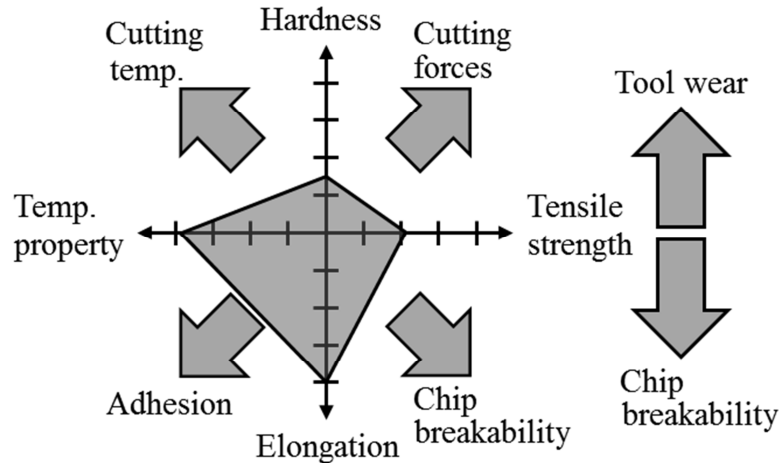 Hardness
Cutting
temp.
Cutting
forces
Tool wear
Temp.
property
Tensile
strength
Adhesion
Chip
breakability
Elongation
Chip
breakability